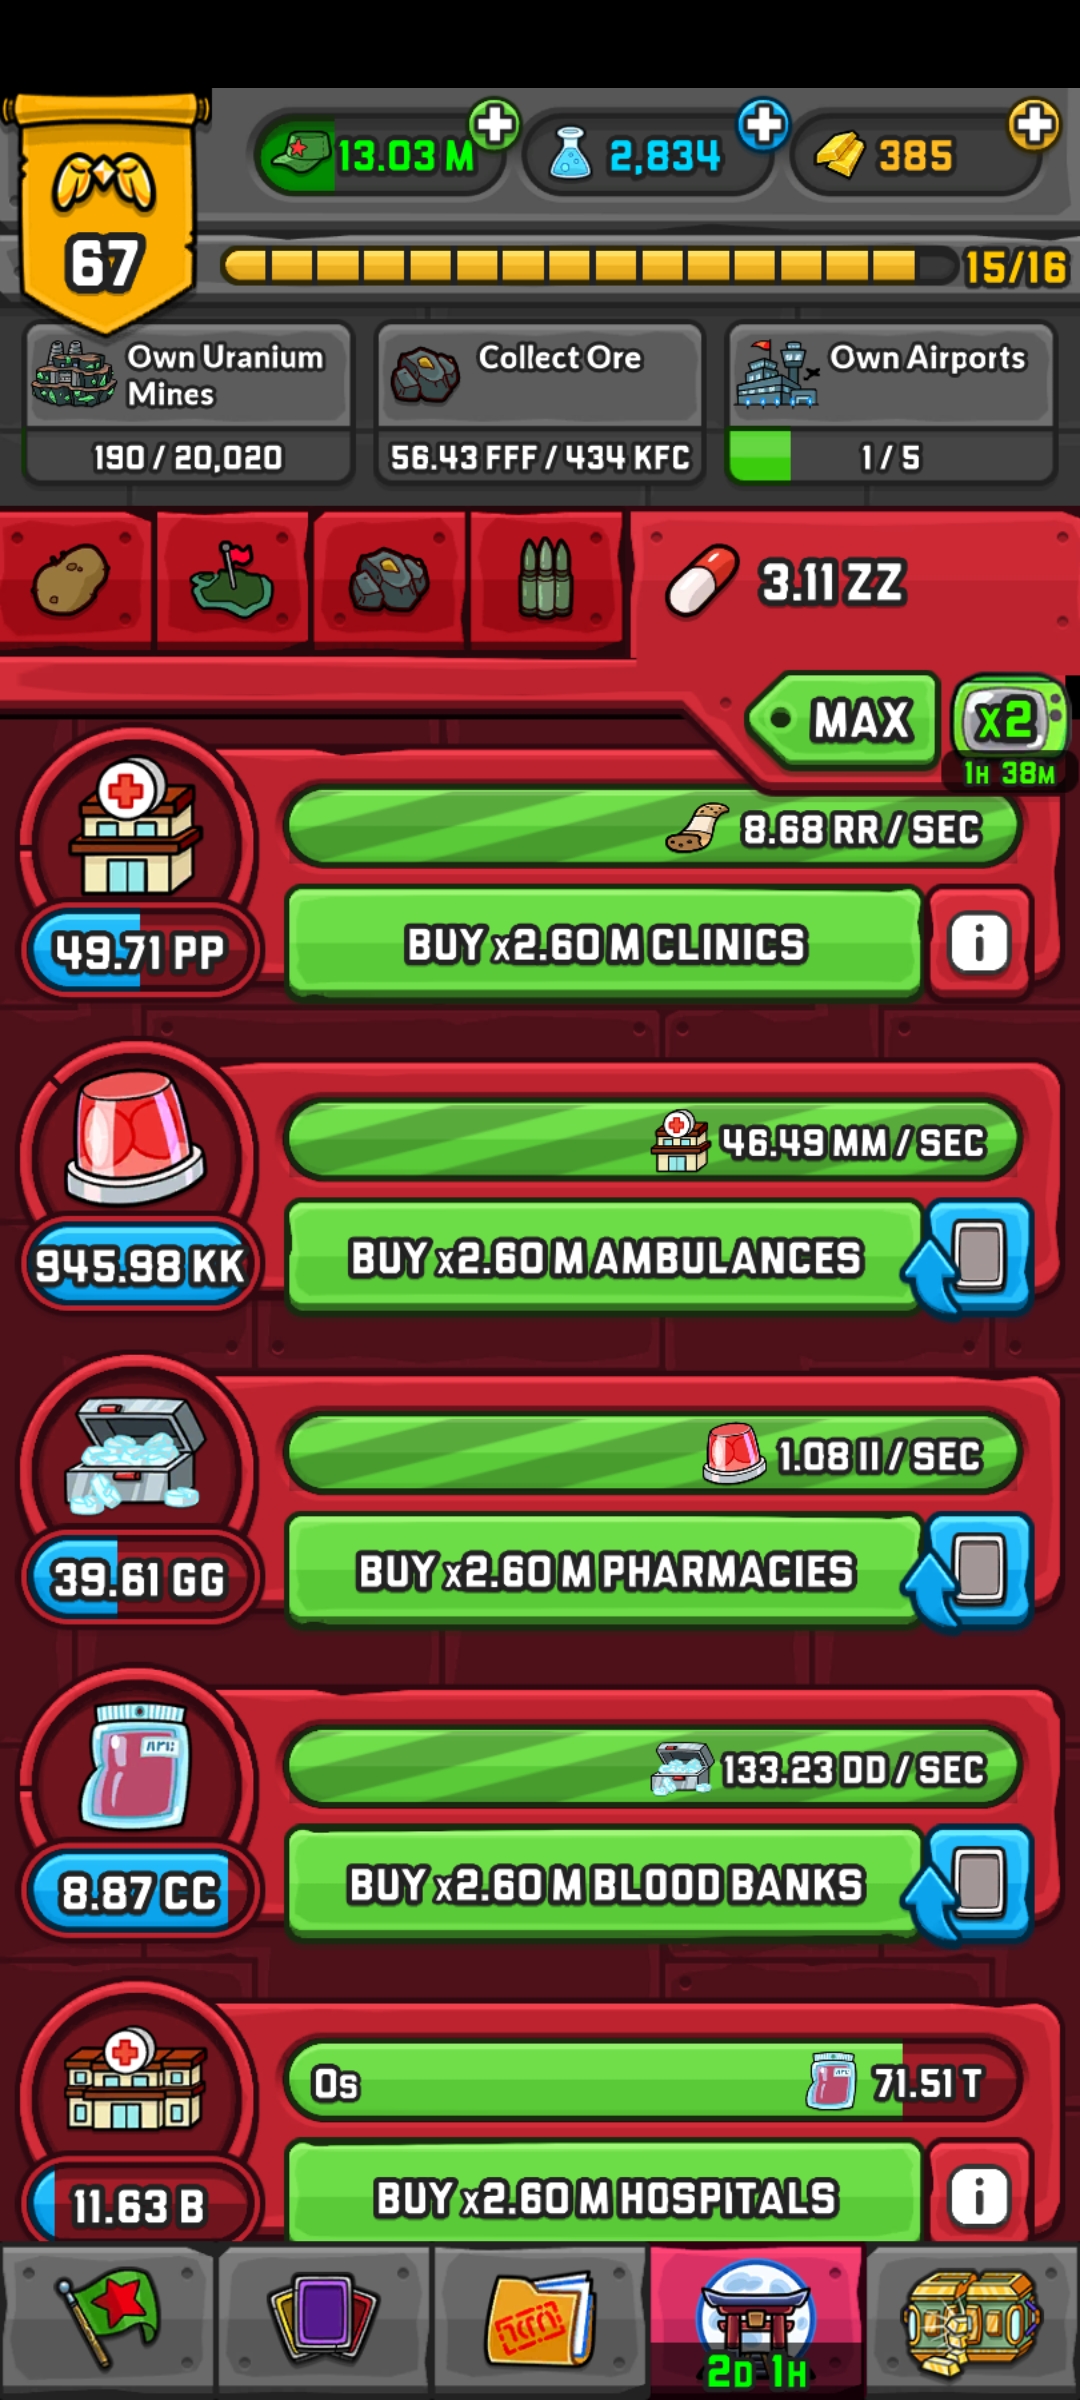 13.03 M
2,834
385
67
15/16
Own Uranium
Mines
190 / 20,020
Collect Ore
56.43 FFF / 434 KFC
Own Airports
1 / 5
3.11 ZZ
MAX
x2
1H 38M
8.68 RR / SEC
49.71 PP
BUY x2.60 M CLINICS
i
46.49 MM / SEC
945.98 KK
BUY x2.60 M AMBULANCES
1.08 II / SEC
39.61 GG
BUY x2.60 M PHARMACIES
133.23 DD / SEC
8.87 CC
BUY x2.60 M BLOOD BANKS
0s
71.51 T
11.63 B
BUY x2.60 M HOSPITALS
i
2D 1H